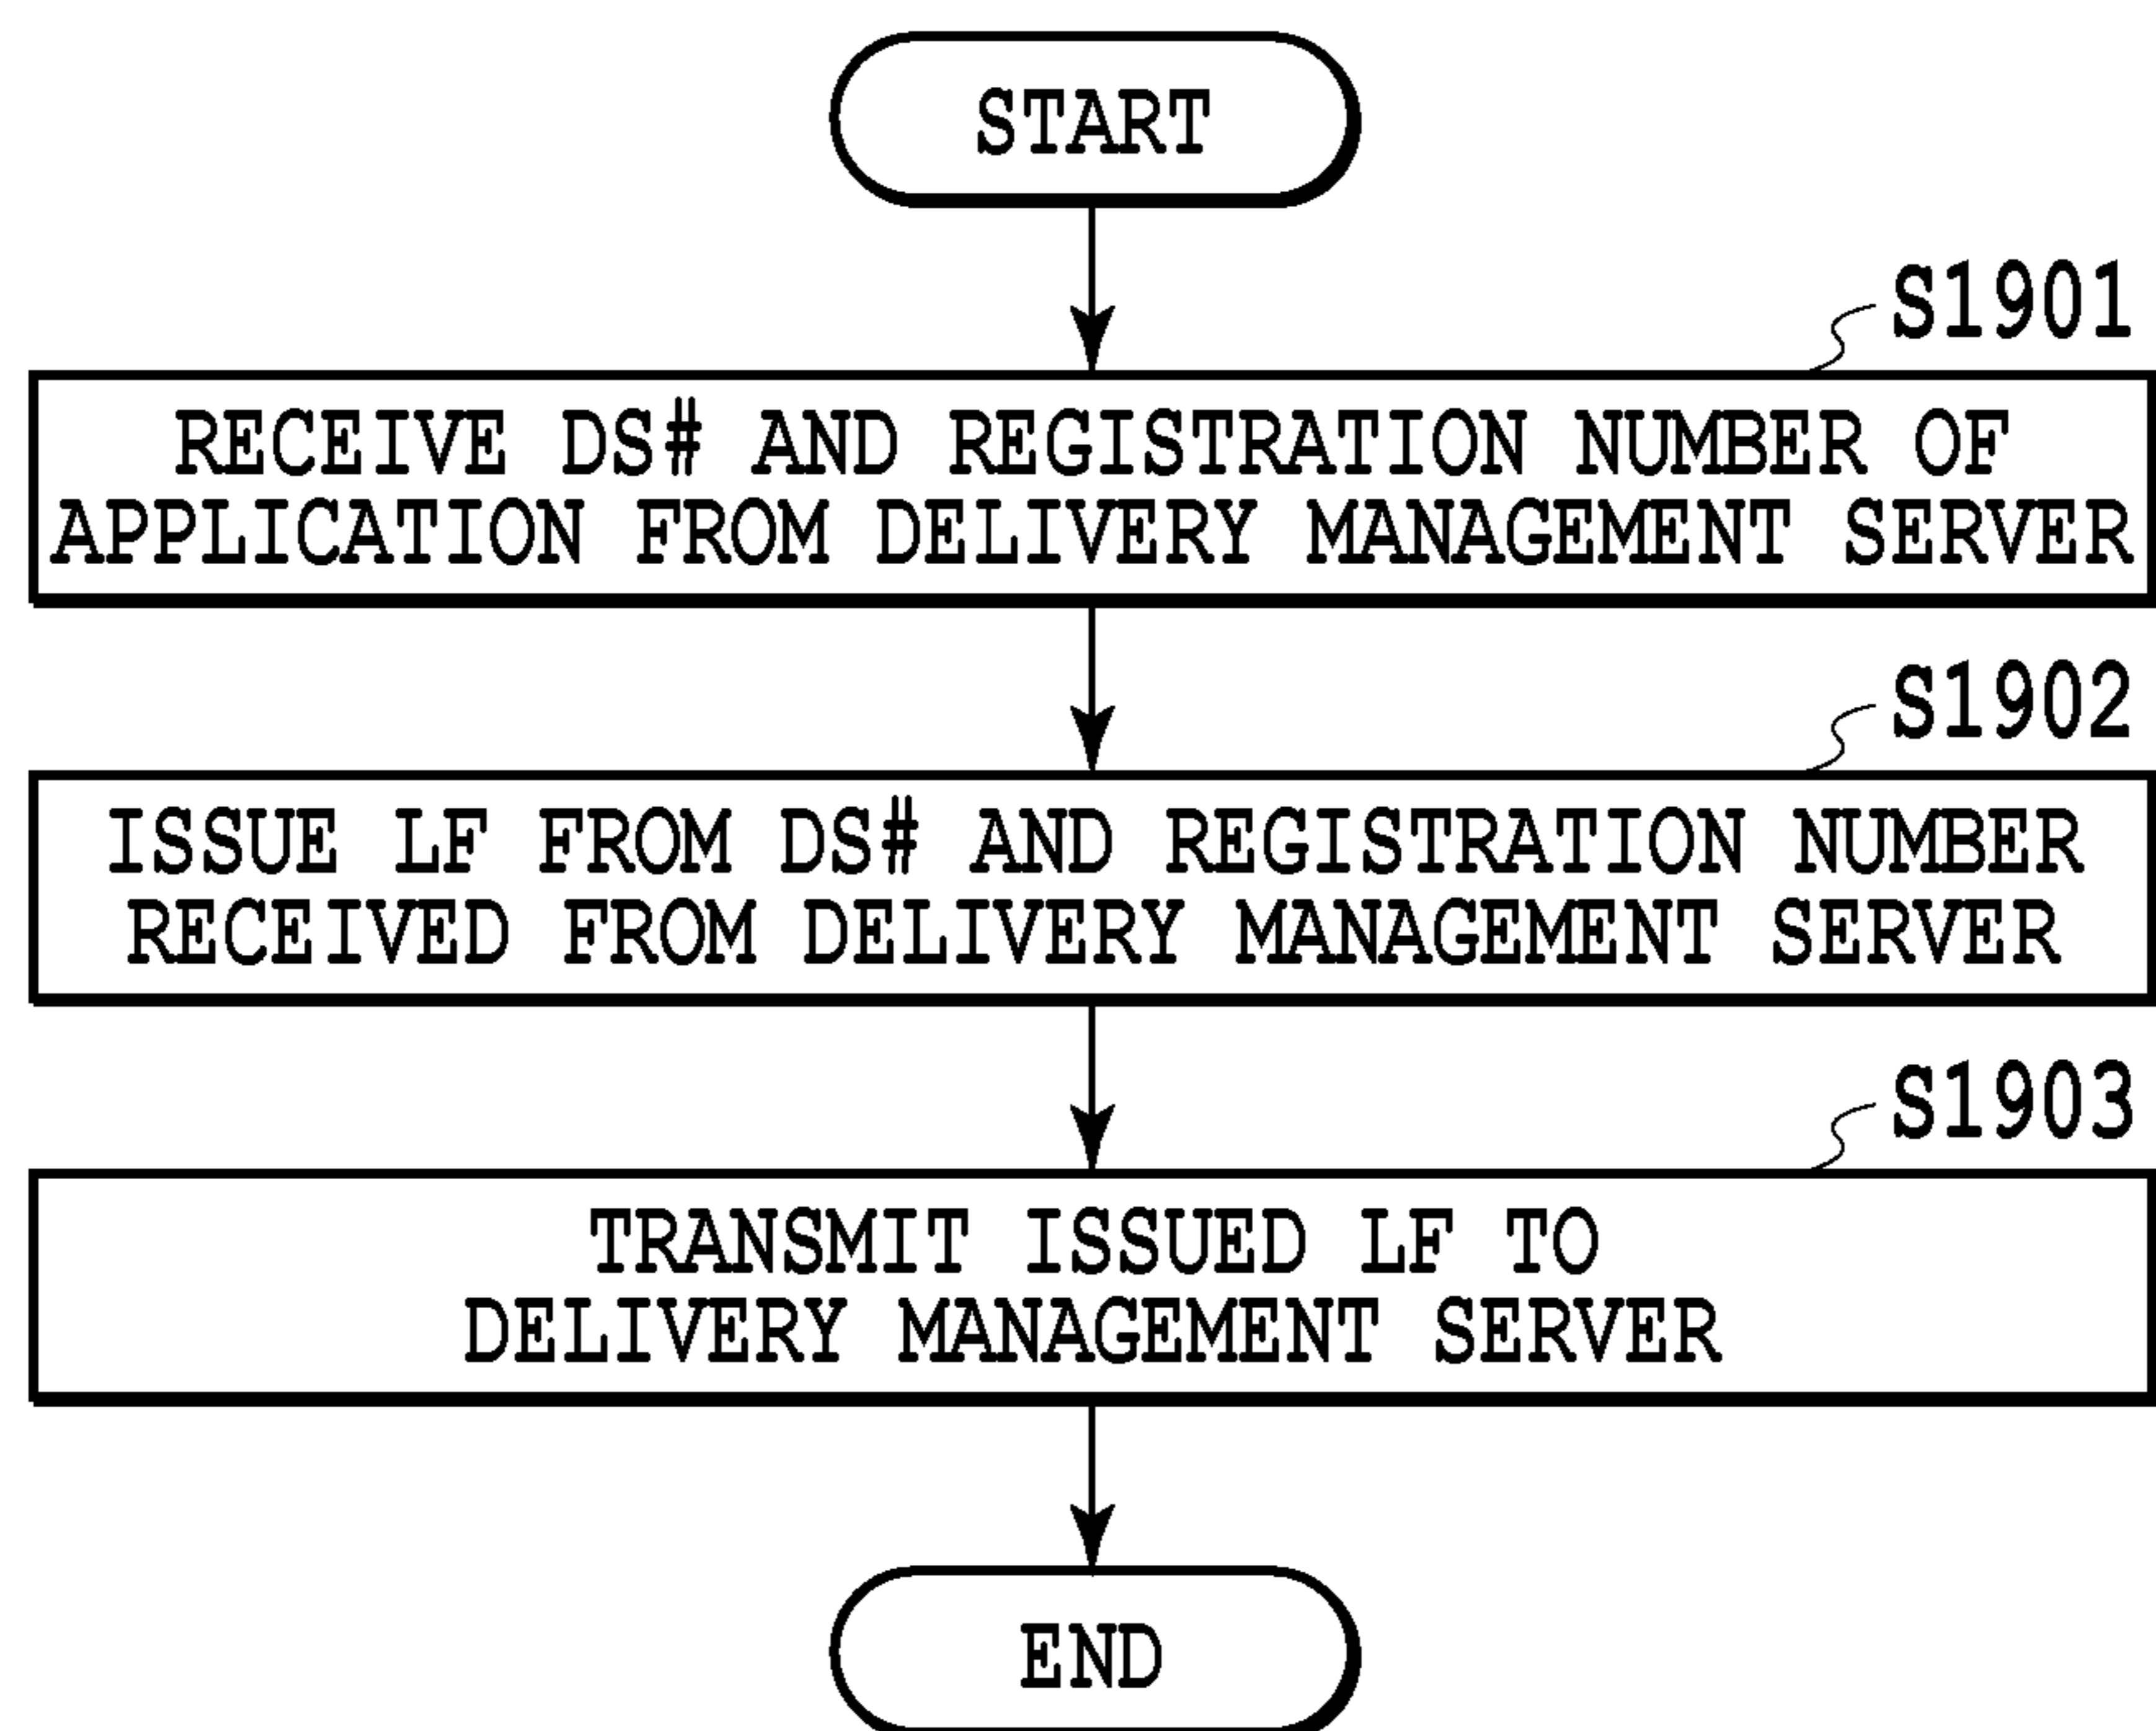 START
S1901
RECEIVE DS# AND REGISTRATION NUMBER OF
APPLICATION FROM DELIVERY MANAGEMENT SERVER
S1902
ISSUE LF FROM DS# AND REGISTRATION NUMBER
RECEIVED FROM DELIVERY MANAGEMENT SERVER
S1903
TRANSMIT ISSUED LF TO
DELIVERY MANAGEMENT SERVER
END